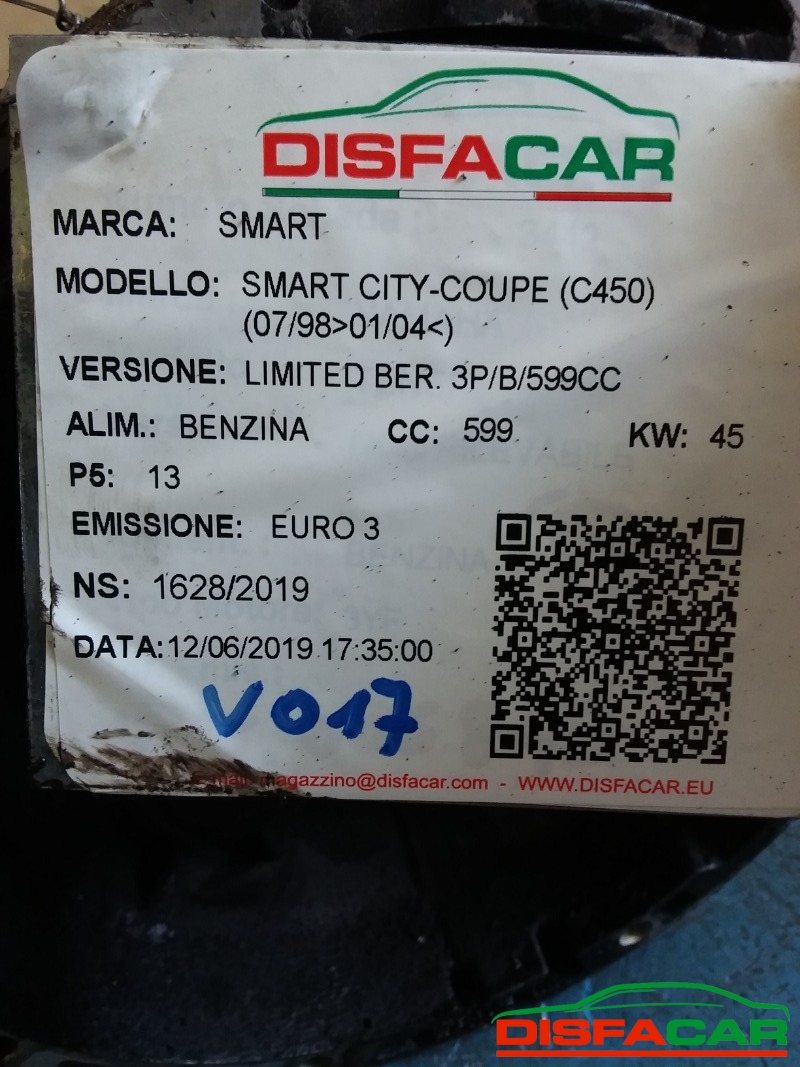 DISFACAR
MARCA: SMART
MODELLO: SMART CITY-COUPE (C450)
(07/98>01/04<)
VERSIONE: LIMITED BER. 3P/B/599CC
ALIM.: BENZINA CC: 599 KW: 45
P5: 13
EMISSIONE: EURO 3
NS: 1628/2019
DATA: 12/06/2019 17:35:00
V017
magazzino@disfacar.com - WWW.DISFACAR.EU
DISFACAR